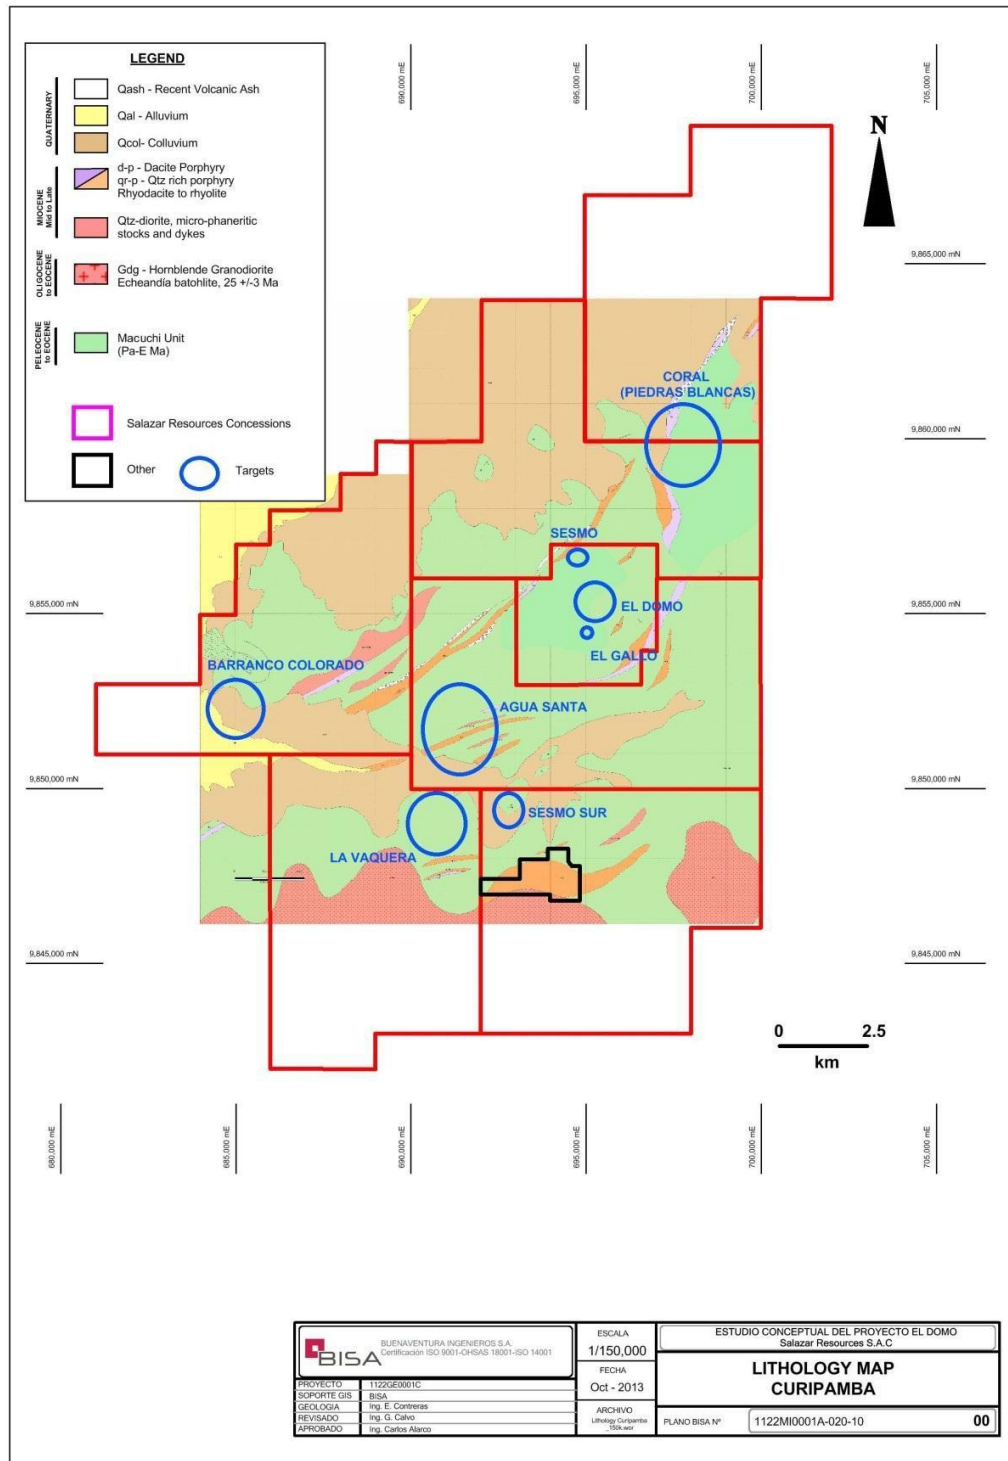 LEGEND
QUATERNARY
Qash - Recent Volcanic Ash
Qal - Alluvium
Qcol- Colluvium
MIOCENE
Mid to Late
d-p - Dacite Porphyry
qr-p - Qtz rich porphyry
Rhyodacite to rhyolite
Qtz-diorite, micro-phaneritic
stocks and dykes
OLIGOCENE
to EOCENE
Gdg - Hornblende Granodiorite
Echeandía batohlite, 25 +/-3 Ma
PELEOCENE
to EOCENE
Macuchi Unit
(Pa-E Ma)
Salazar Resources Concessions
Other
Targets
690,000 mE
695,000 mE
700,000 mE
705,000 mE
N
9,865,000 mN
CORAL
(PIEDRAS BLANCAS)
9,860,000 mN
SESMO
9,855,000 mN
EL DOMO
9,855,000 mN
EL GALLO
BARRANCO COLORADO
AGUA SANTA
9,850,000 mN
9,850,000 mN
SESMO SUR
LA VAQUERA
9,845,000 mN
9,845,000 mN
0 2.5
km
680,000 mE
685,000 mE
690,000 mE
695,000 mE
700,000 mE
705,000 mE
BISA
BUENAVENTURA INGENIEROS S.A.
Certificación ISO 9001-OHSAS 18001-ISO 14001
PROYECTO 1122GE0001C
SOPORTE GIS BISA
GEOLOGIA Ing. E. Contreras
REVISADO Ing. G. Calvo
APROBADO Ing. Carlos Alarco
ESCALA
1/150,000
FECHA
Oct - 2013
ARCHIVO
Lithology Curipamba
_150k.wor
ESTUDIO CONCEPTUAL DEL PROYECTO EL DOMO
Salazar Resources S.A.C
LITHOLOGY MAP
CURIPAMBA
PLANO BISA Nº 1122MI0001A-020-10 00